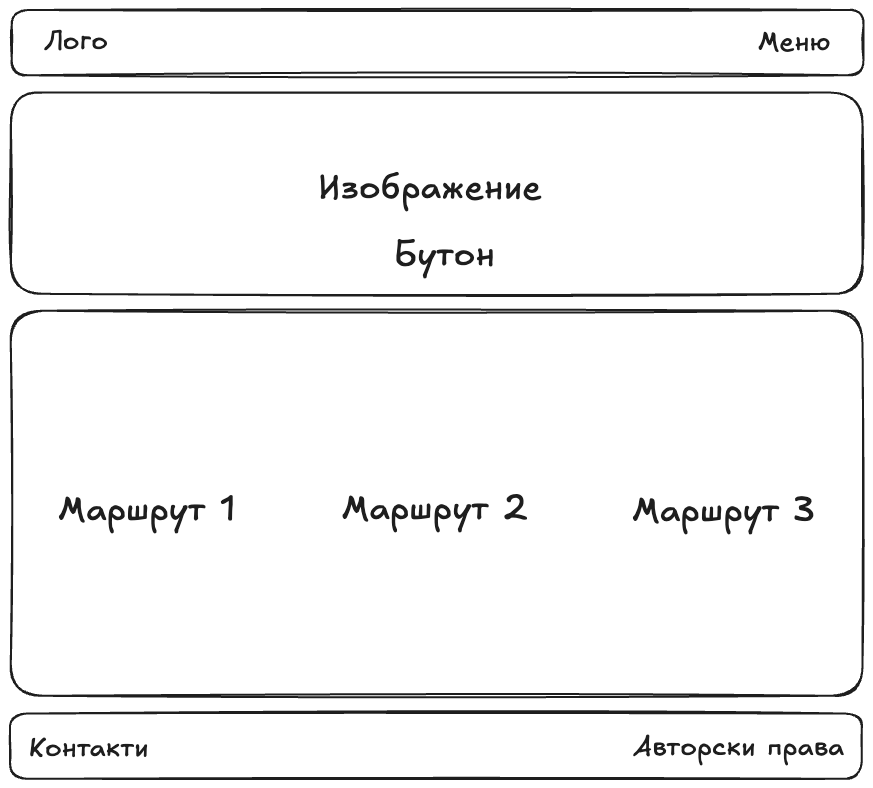 Лого Меню
Изображение
Бутон
Маршрут 1 Маршрут 2 Маршрут 3
Контакти Авторски права